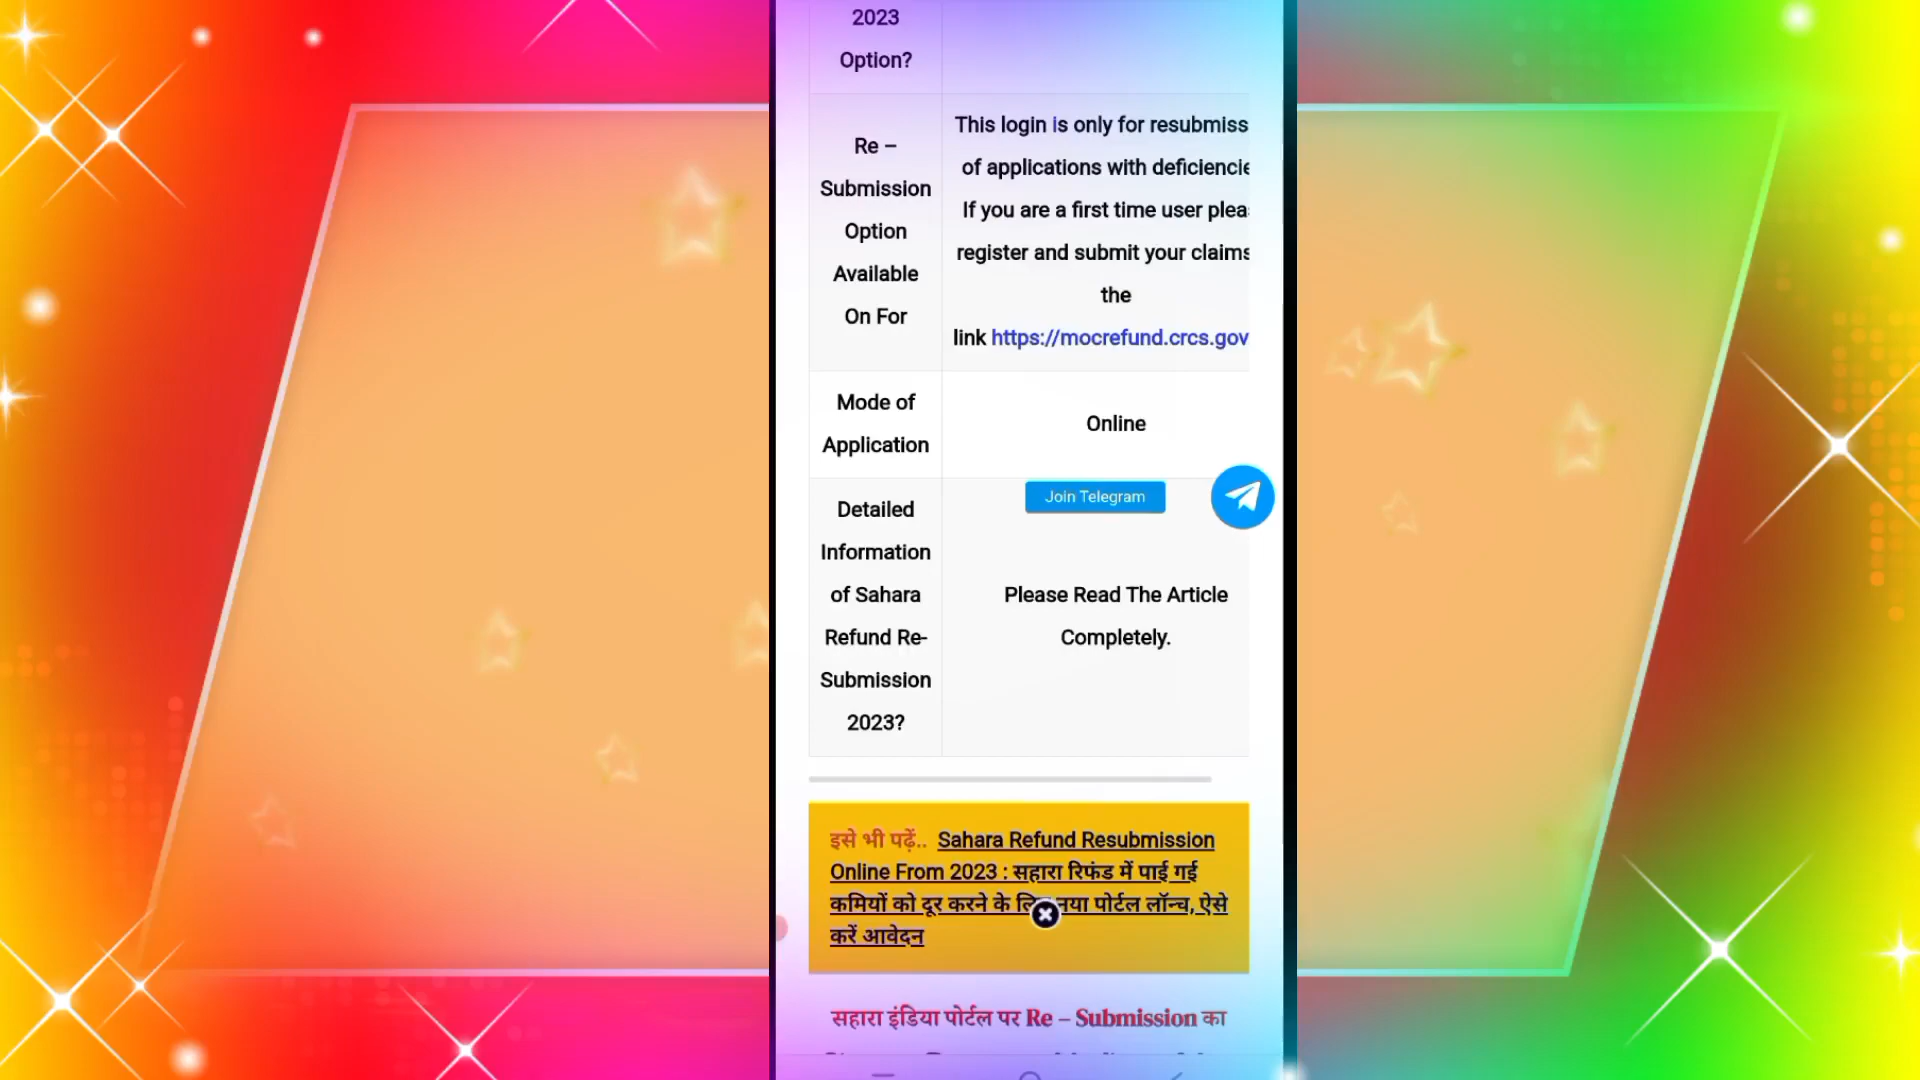 2023
Option?
Re –
Submission
Option
Available
On For
This login is only for resubmiss
of applications with deficiencie
If you are a first time user plea
register and submit your claims
the
link https://mocrefund.crcs.gov
Mode of
Application
Online
Join Telegram
Detailed
Information
of Sahara
Refund Re-
Submission
2023?
Please Read The Article
Completely.
इसे भी पढ़ें.. Sahara Refund Resubmission
Online From 2023 : सहारा रिफंड में पाई गई
कमियों को दूर करने के नया पोर्टल लॉन्च, ऐसे
करें आवेदन
सहारा इंडिया पोर्टल पर Re – Submission का